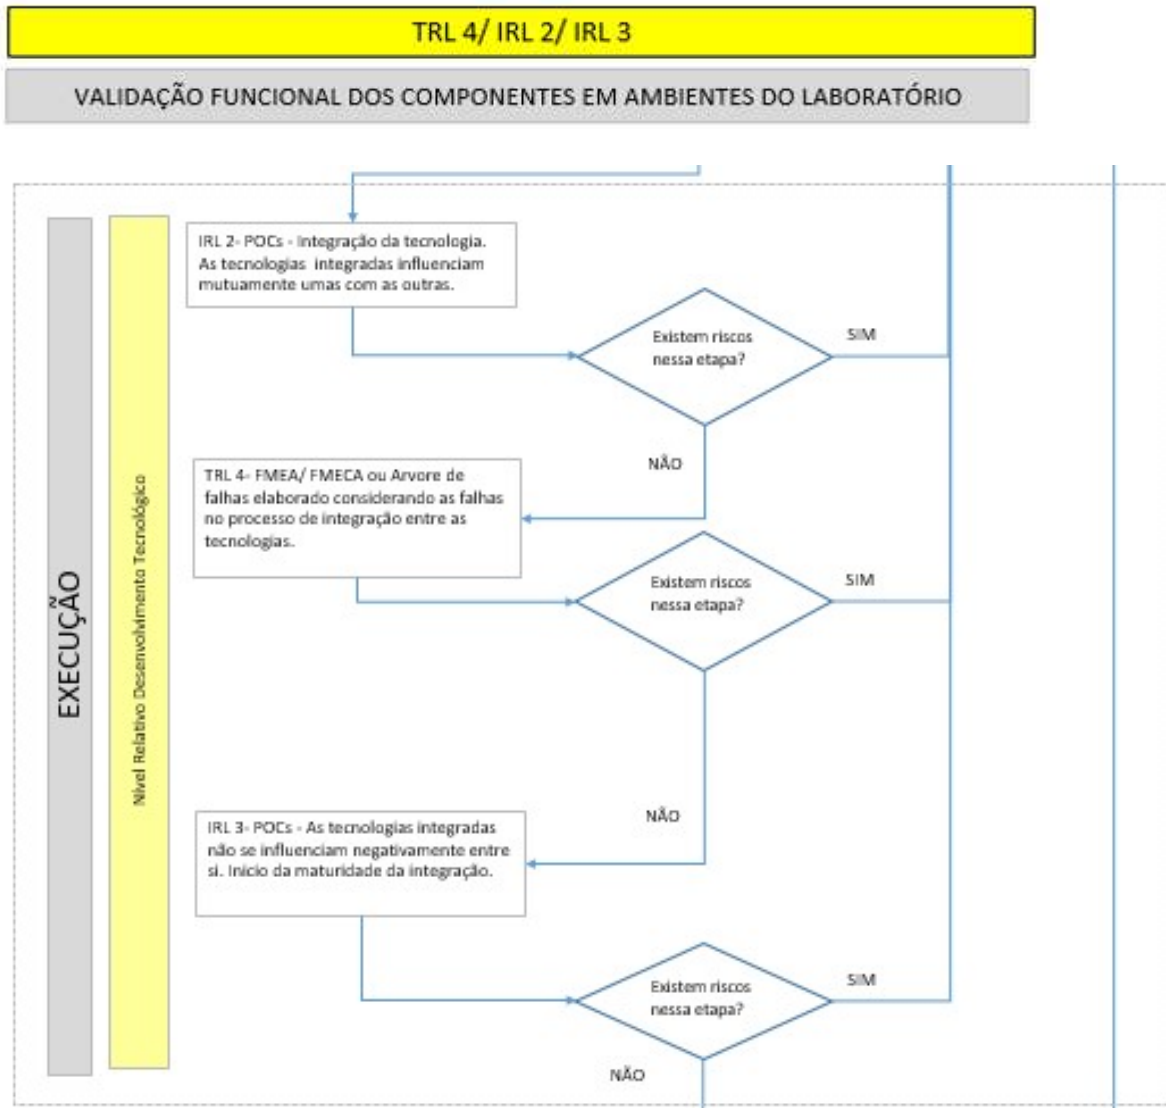 TRL 4/ IRL 2/ IRL 3
VALIDAÇÃO FUNCIONAL DOS COMPONENTES EM AMBIENTES DO LABORATÓRIO
EXECUÇÃO
Nível Relativo Desenvolvimento Tecnológico
IRL 2- POCs - Integração da tecnologia.
As tecnologias integradas influenciam
mutuamente umas com as outras.
Existem riscos
nessa etapa?
SIM
NÃO
TRL 4- FMEA/ FMECA ou Arvore de
falhas elaborado considerando as falhas
no processo de integração entre as
tecnologias.
Existem riscos
nessa etapa?
SIM
NÃO
IRL 3- POCs - As tecnologias integradas
não se influenciam negativamente entre
si. Inicio da maturidade da integração.
Existem riscos
nessa etapa?
SIM
NÃO